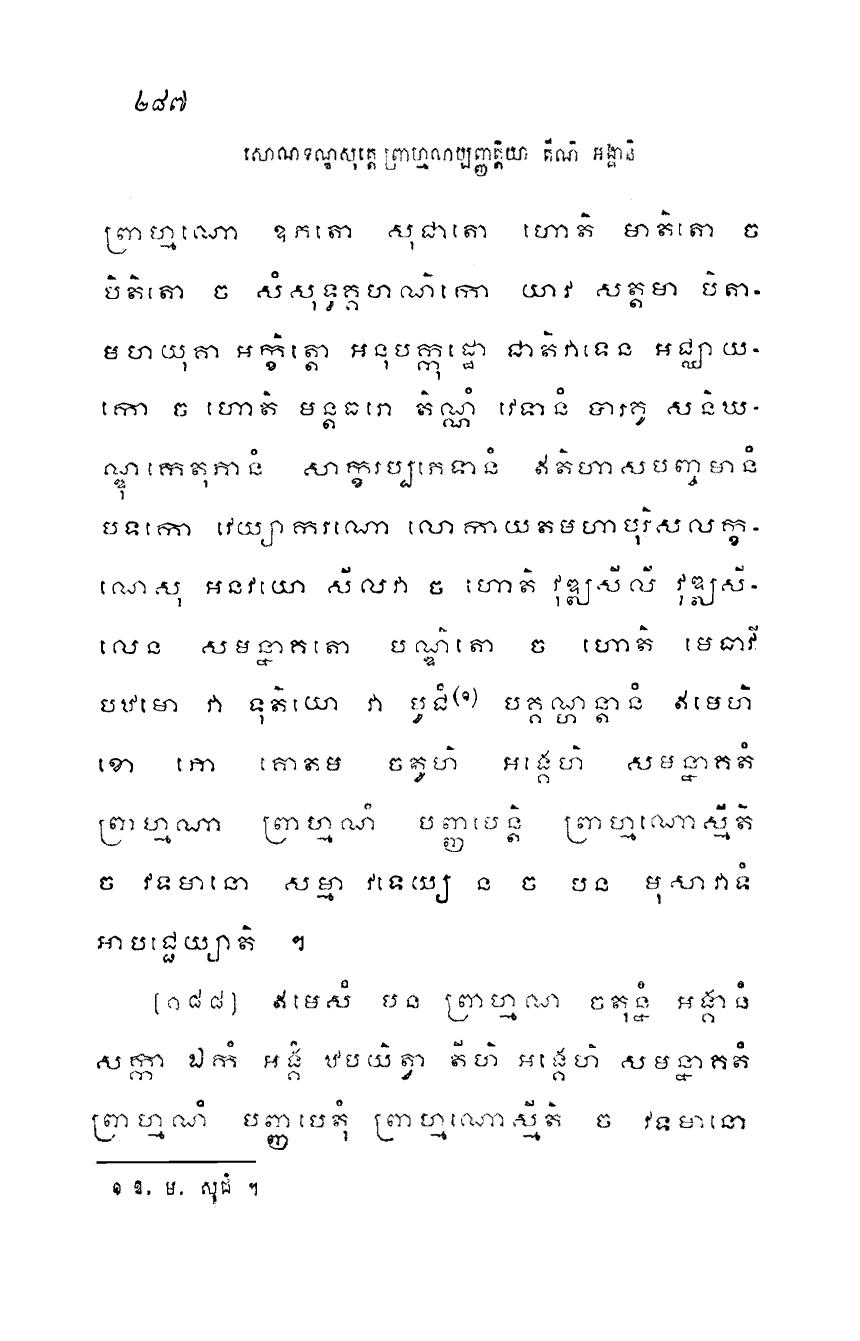 ២៨៧
សោណទណ្ឌសុត្តេ ព្រាហ្មណប្បញ្ញត្តិយា តីណិ អង្គានិ
ព្រាហ្មណោ ឧភតោ សុជាតោ ហោតិ មាតិតោ ច
បិតិតោ ច សំសុទ្ធគ្គហណិកោ យាវ សត្តមា បិតា-
មហយុគា អក្ខិត្តោ អនុបក្កុដ្ឋោ ជាតិវាទេន អជ្ឈាយ-
កោ ច ហោតិ មន្តធរោ តិណ្ណំ វេទានំ បារគូ សនិឃ-
ណ្ឌុកេតុភានំ សាក្ខរប្បភេទានំ ឥតិហាសបញ្ចមានំ
បទកោ វេយ្យាករណោ លោកាយតមហាបុរិសលក្ខ-
ណេសុ អនវយោ សីលវា ច ហោតិ វុឌ្ឍសីលី វុឌ្ឍសី-
លេន សមន្នាគតោ បណ្ឌិតោ ច ហោតិ មេធាវី
បឋមោ វា ទុតិយោ វា បូជំ(១) បគ្គណ្ហន្តានំ ឥមេហិ
ខោ ភោ គោតម ចតូហិ អង្គេហិ សមន្នាគតំ
ព្រាហ្មណា ព្រាហ្មណំ បញ្ញាបេន្តិ ព្រាហ្មណោស្មីតិ
ច វទមានោ សម្មា វទេយ្យ ន ច បន មុសាវាទំ
អាបជ្ជេយ្យាតិ ។
[១៨៨] ឥមេសំ បន ព្រាហ្មណ ចតុន្នំ អង្គានំ
សក្កា ឯកំ អង្គំ ឋបយិត្វា តីហិ អង្គេហិ សមន្នាគតំ
ព្រាហ្មណំ បញ្ញាបេតុំ ព្រាហ្មណោស្មីតិ ច វទមានោ
១ ឱ. ម. សុជំ ។